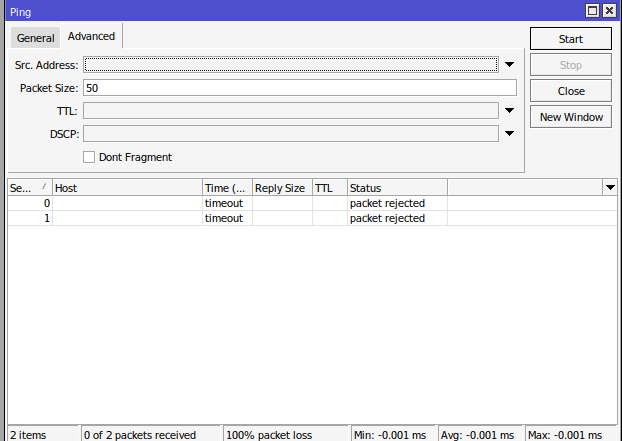 Ping
General Advanced
Start
Src. Address:
Stop
Packet Size: 50
Close
TTL:
New Window
DSCP:
Dont Fragment
Se... Host Time (... Reply Size TTL Status
0 timeout packet rejected
1 timeout packet rejected
2 items 0 of 2 packets received 100% packet loss Min: -0.001 ms Avg: -0.001 ms Max: -0.001 ms